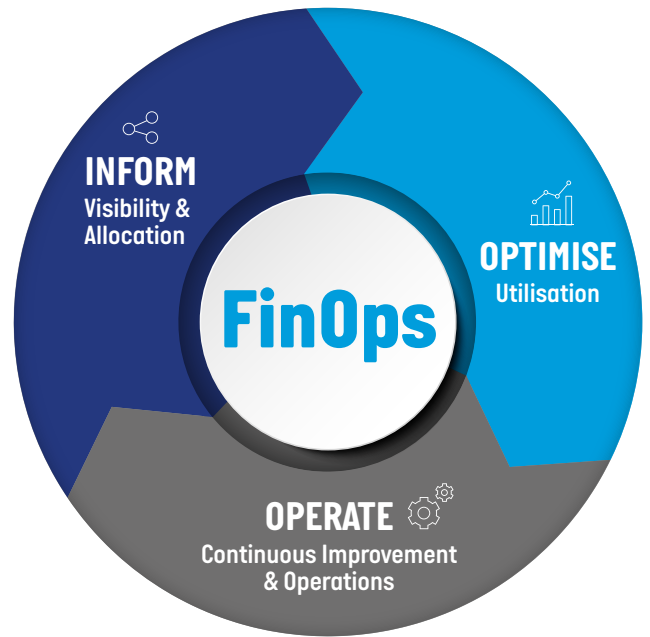 INFORM
Visibility &
Allocation
OPTIMISE
Utilisation
FinOps
OPERATE
Continuous Improvement
& Operations